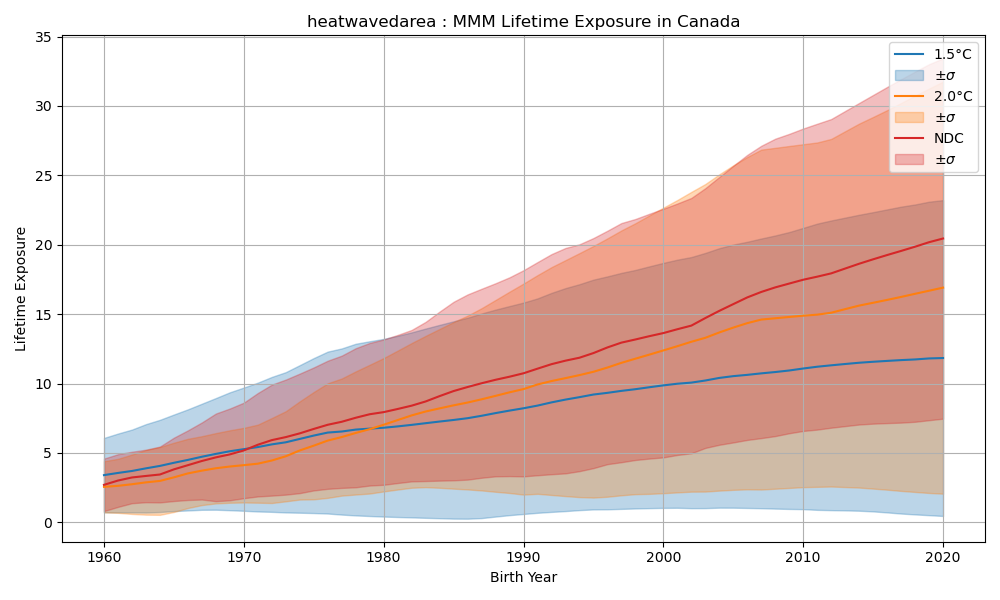 heatwavedarea : MMM Lifetime Exposure in Canada
35
30
25
20
15
10
5
0
Lifetime Exposure
1.5°C
±σ
2.0°C
±σ
NDC
±σ
1960 1970 1980 1990 2000 2010 2020
Birth Year